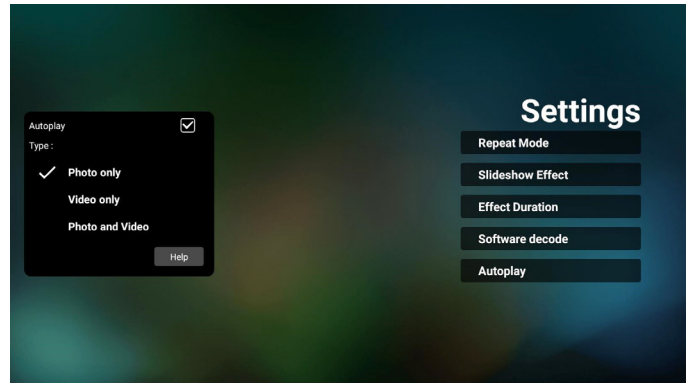 Autoplay
Type :
Photo only
Video only
Photo and Video
Help
Settings
Repeat Mode
Slideshow Effect
Effect Duration
Software decode
Autoplay